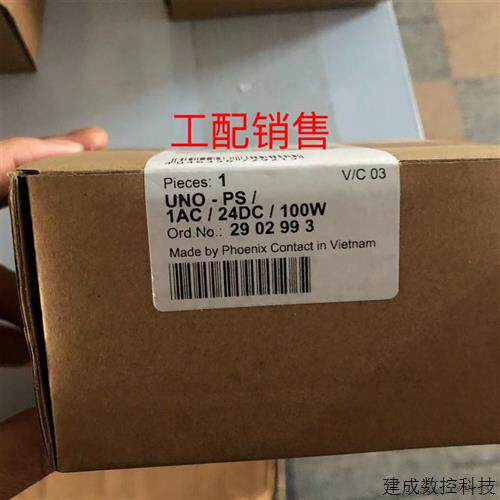 工配销售
Pieces: 1
V/C 03
UNO - PS /
1AC / 24DC / 100W
Ord.No.: 29 02 99 3
Made by Phoenix Contact in Vietnam
建成数控科技